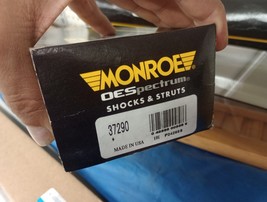 MONROE
OESpectrum
SHOCKS & STRUTS
37290
MADE IN USA